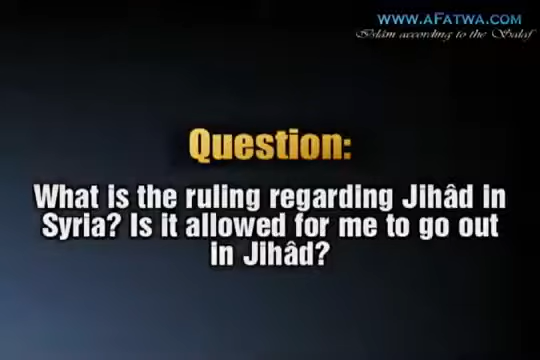 WWW.AFATWA.COM
Islâm according to the Salaf
Question:
What is the ruling regarding Jihâd in
Syria? Is it allowed for me to go out
in Jihâd?